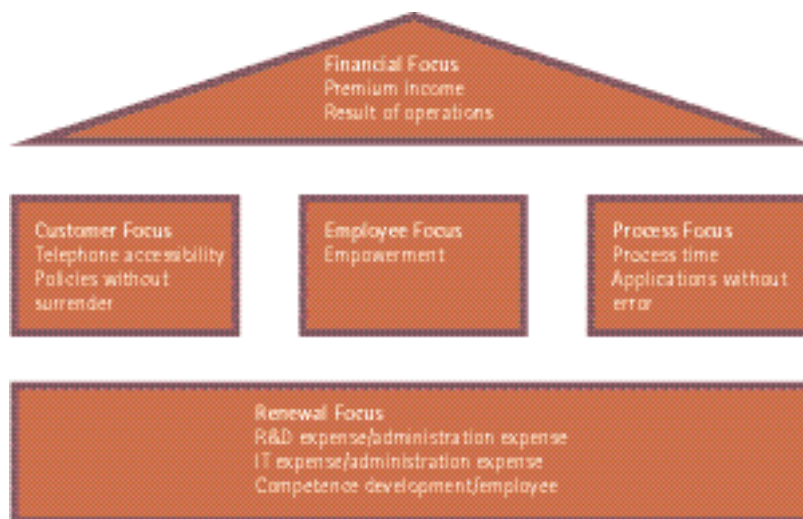 Financial Focus
Premium income
Result of operations
Customer Focus
Telephone accessibility
Policies without
surrender
Employee Focus
Empowerment
Process Focus
Process time
Applications without
error
Renewal Focus
R&D expense/administration expense
IT expense/administration expense
Competence development/employee